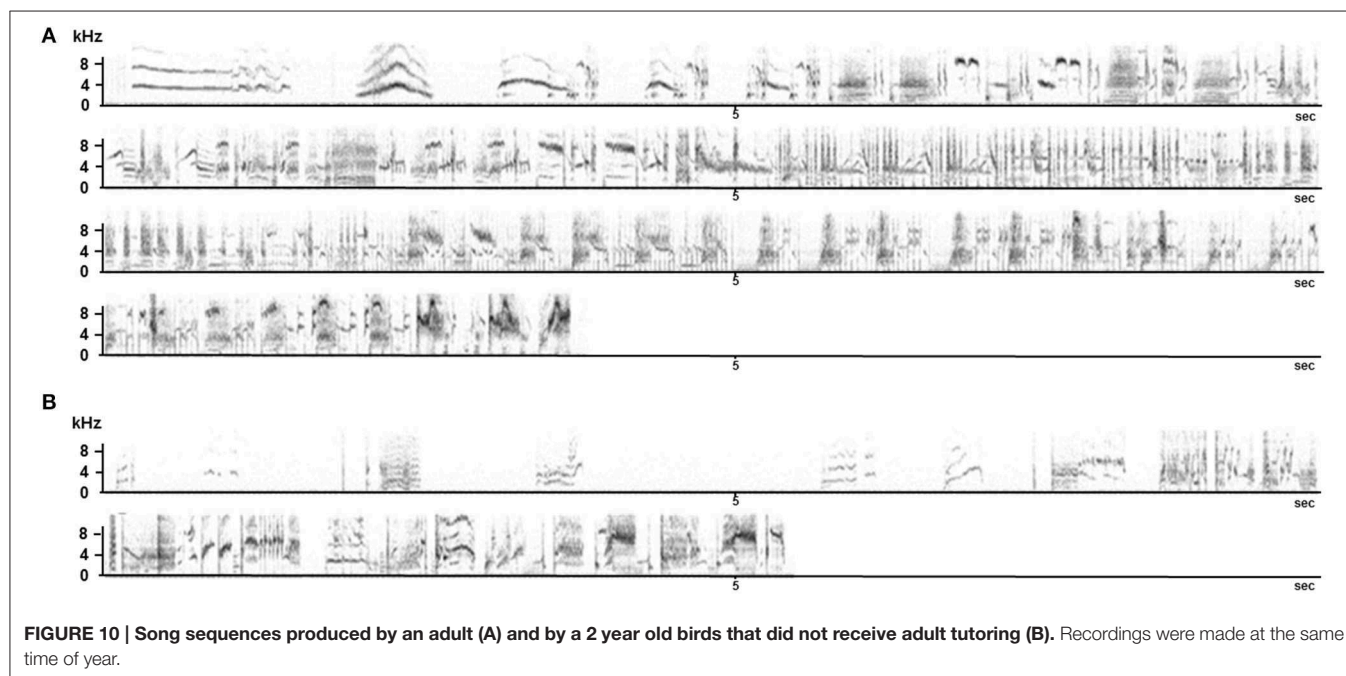 A kHz
8
4
0
5 sec
8
4
0
5 sec
8
4
0
5 sec
8
4
0
5 sec
B
kHz
8
4
0
5 sec
8
4
0
5 sec
FIGURE 10 | Song sequences produced by an adult (A) and by a 2 year old birds that did not receive adult tutoring (B). Recordings were made at the same
time of year.